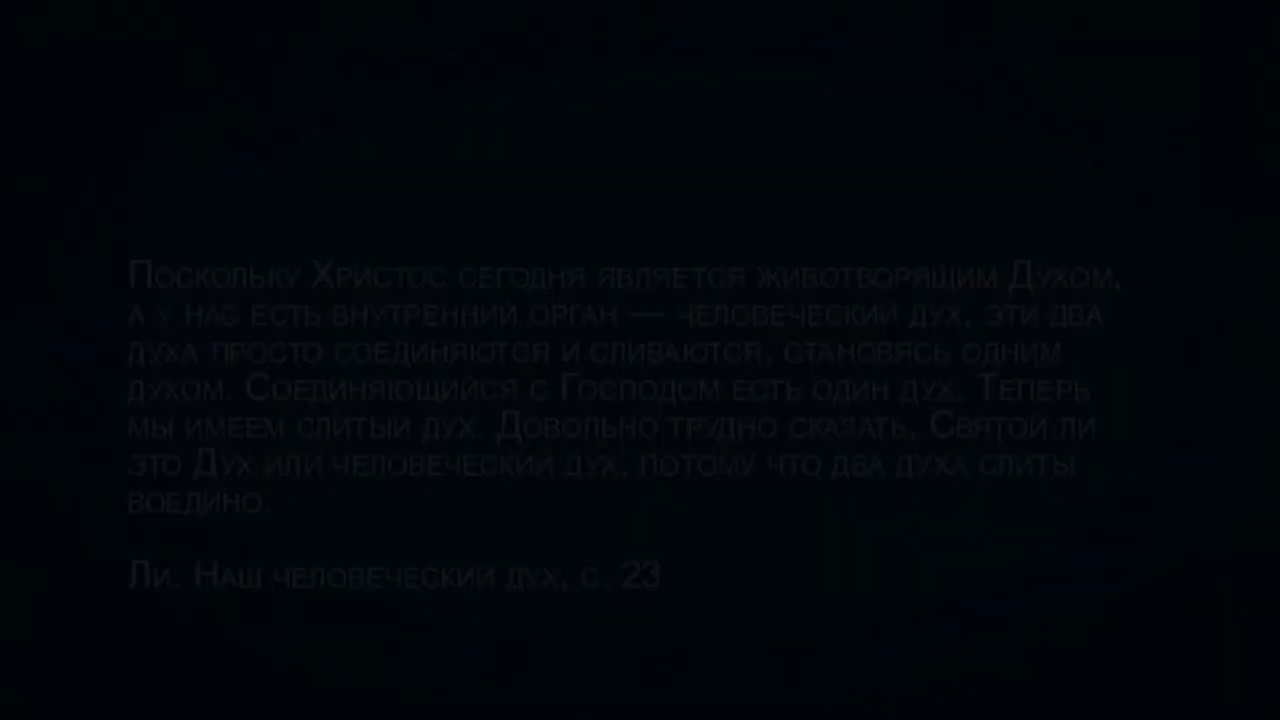 Поскольку Христос сегодня является животворящим Духом,
а у нас есть внутренний орган — человеческий дух, эти два
духа просто соединяются и сливаются, становясь одним
духом. Соединяющийся с Господом есть один дух. Теперь
мы имеем слитый дух. Довольно трудно сказать, Святой ли
это Дух или человеческий дух, потому что два духа слиты
воедино.
Ли. Наш человеческий дух, с. 23